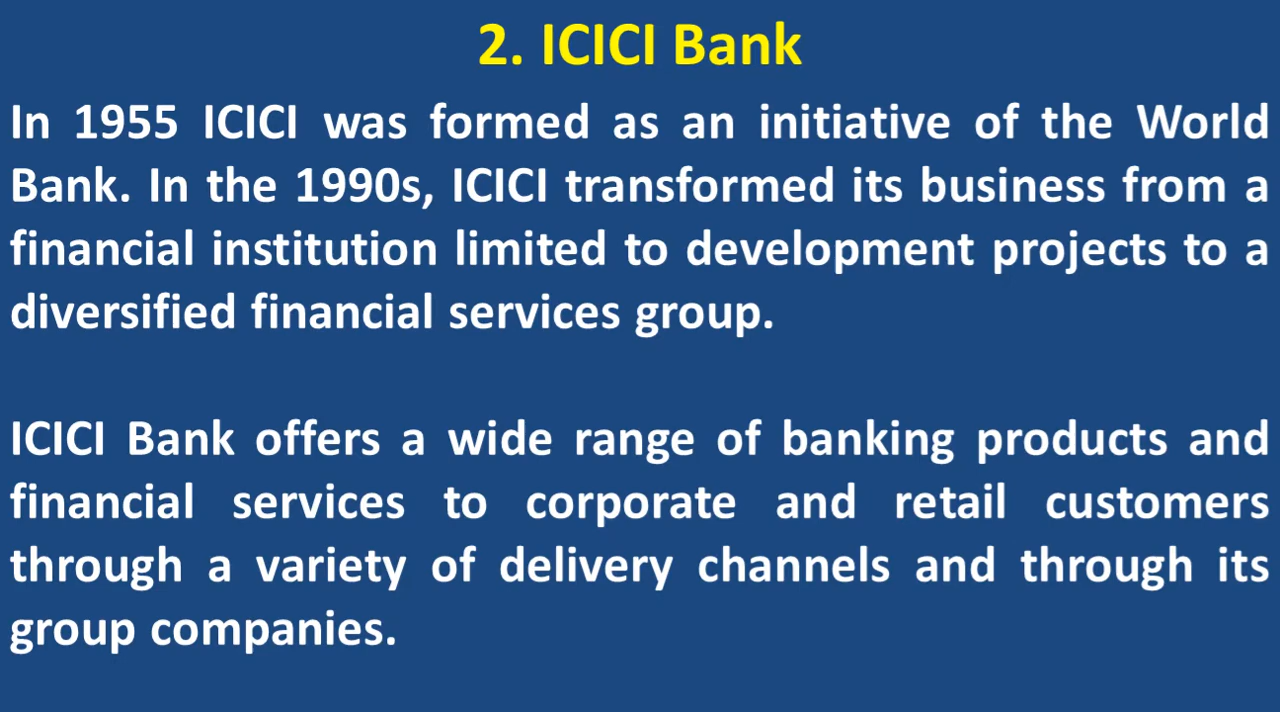 2. ICICI Bank
In 1955 ICICI was formed as an initiative of the World
Bank. In the 1990s, ICICI transformed its business from a
financial institution limited to development projects to a
diversified financial services group.
ICICI Bank offers a wide range of banking products and
financial services to corporate and retail customers
through a variety of delivery channels and through its
group companies.